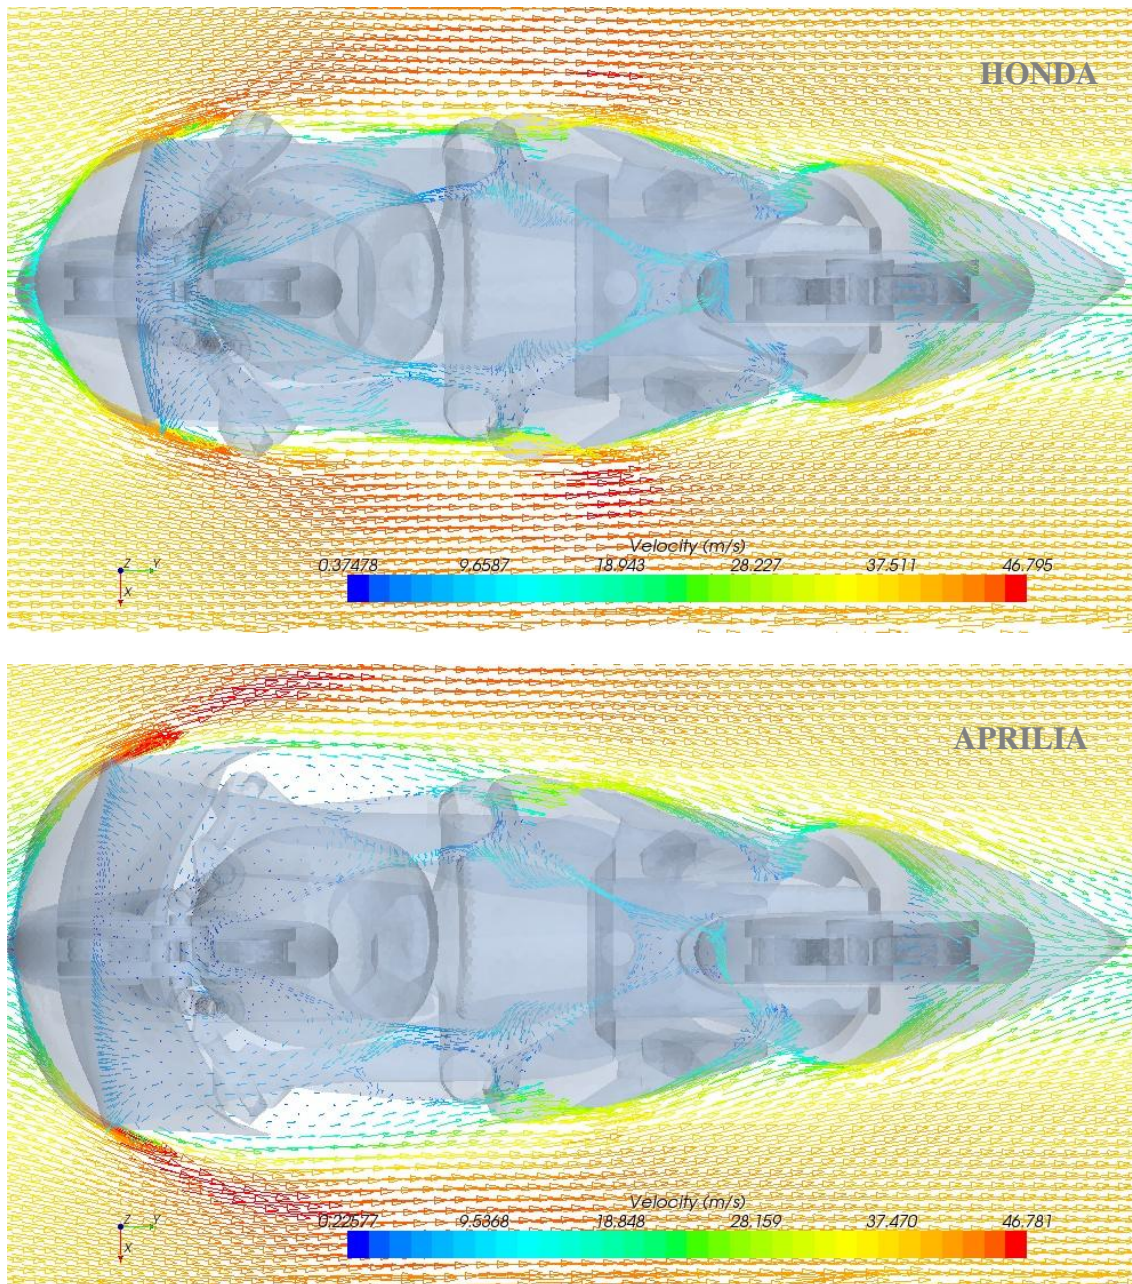 HONDA
Velocity (m/s)
Z Y
0.37478 9.6587 18.943 28.227 37.511 46.795
X
APRILIA
Velocity (m/s)
Z Y
0.22577 9.5368 18.848 28.159 37.470 46.781
X